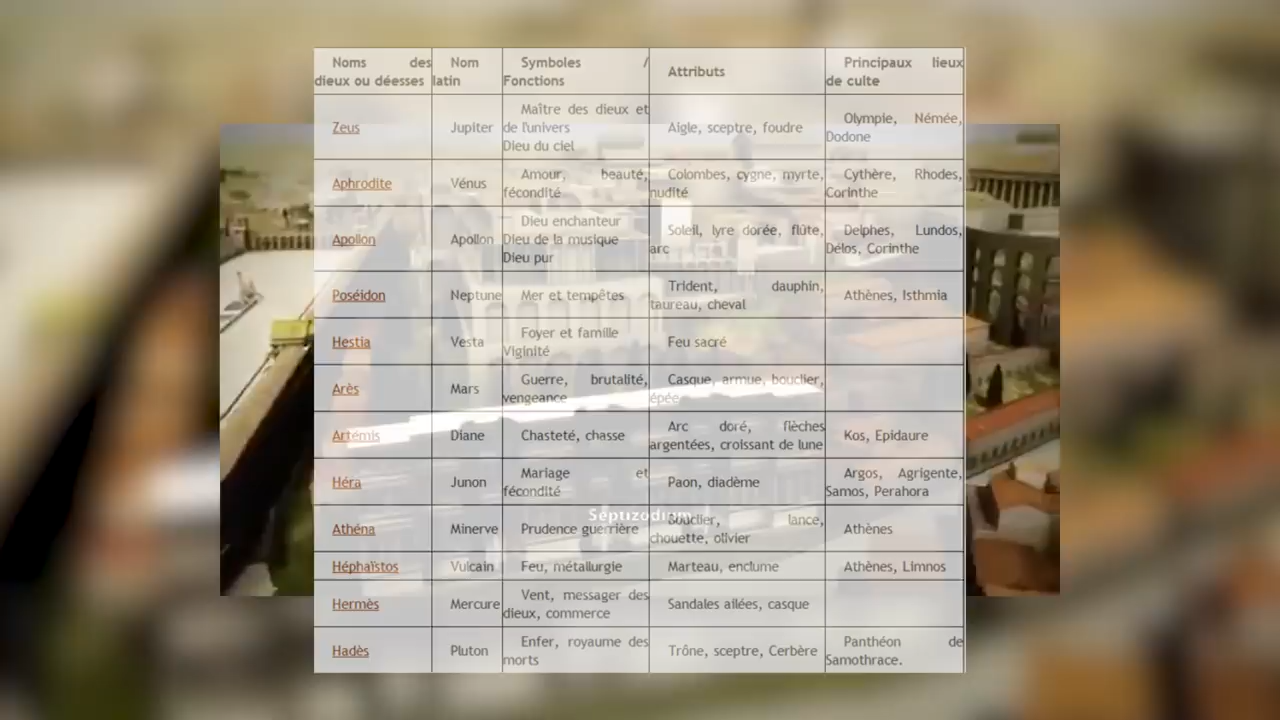 Noms des dieux ou déesses | Nom latin | Symboles / Fonctions | Attributs | Principaux lieux de culte
Zeus | Jupiter | Maître des dieux et de l'univers Dieu du ciel | Aigle, sceptre, foudre | Olympie, Némée, Dodone
Aphrodite | Vénus | Amour, beauté, fécondité | Colombes, cygne, myrte, nudité | Cythère, Rhodes, Corinthe
Apollon | Apollon | Dieu enchanteur Dieu de la musique Dieu pur | Soleil, lyre dorée, flûte, arc | Delphes, Lundos, Délos, Corinthe
Poséidon | Neptune | Mer et tempêtes | Trident, dauphin, taureau, cheval | Athènes, Isthmia
Hestia | Vesta | Foyer et famille Viginité | Feu sacré
Arès | Mars | Guerre, brutalité, vengeance | Casque, armue, bouclier, épée
Artémis | Diane | Chasteté, chasse | Arc doré, flèches argentées, croissant de lune | Kos, Epidaure
Héra | Junon | Mariage et fécondité | Paon, diadème | Argos, Agrigente, Samos, Perahora
Athéna | Minerve | Prudence guerrière | Bouclier, lance, chouette, olivier | Athènes
Septizodium
Héphaïstos | Vulcain | Feu, métallurgie | Marteau, enclume | Athènes, Limnos
Hermès | Mercure | Vent, messager des dieux, commerce | Sandales ailées, casque
Hadès | Pluton | Enfer, royaume des morts | Trône, sceptre, Cerbère | Panthéon de Samothrace.